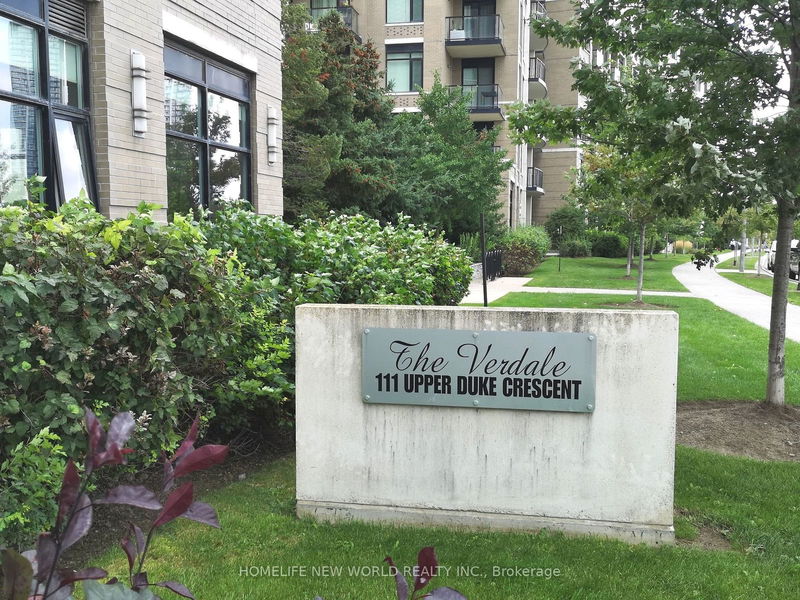 The Verdale
111 UPPER DUKE CRESCENT
HOMELIFE NEW WORLD REALTY INC., Brokerage